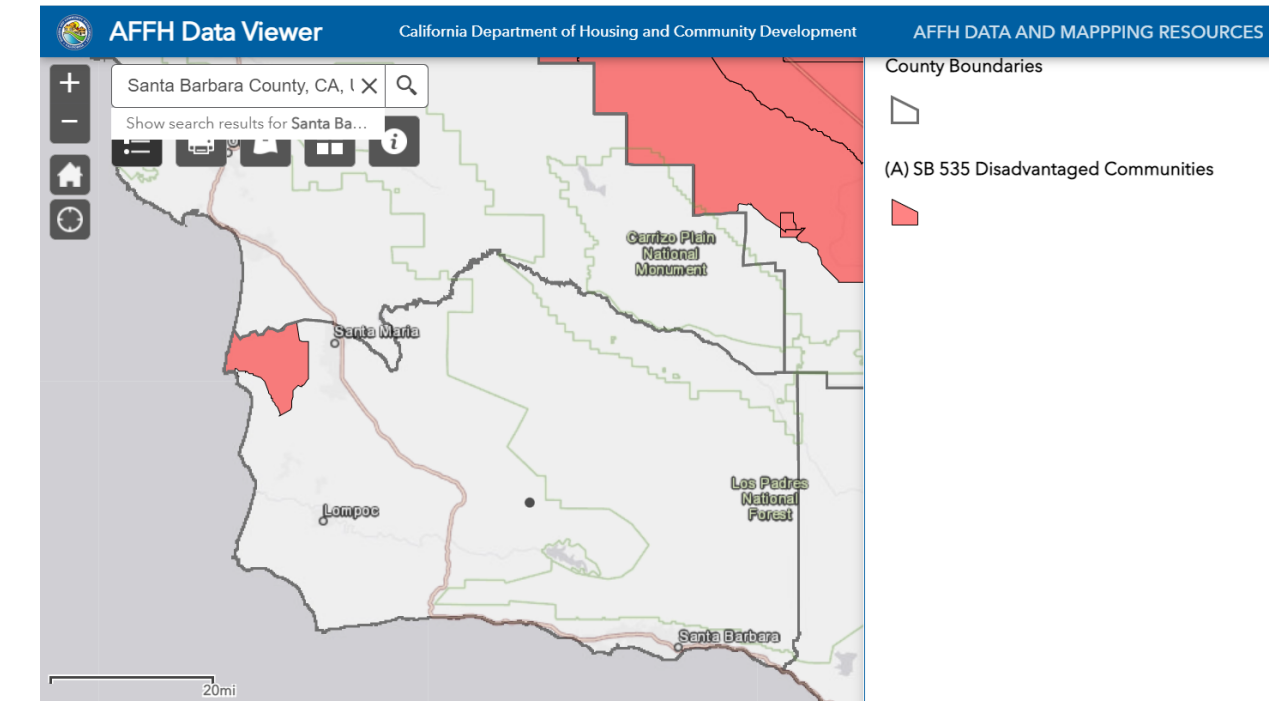 AFFH Data Viewer
California Department of Housing and Community Development
AFFH DATA AND MAPPPING RESOURCES
+
−
Santa Barbara County, CA, U
Show search results for Santa Ba...
i
County Boundaries
(A) SB 535 Disadvantaged Communities
Carrizo Plain
National
Monument
Santa Maria
Los Padres
National
Forest
Lompoc
Santa Barbara
20mi